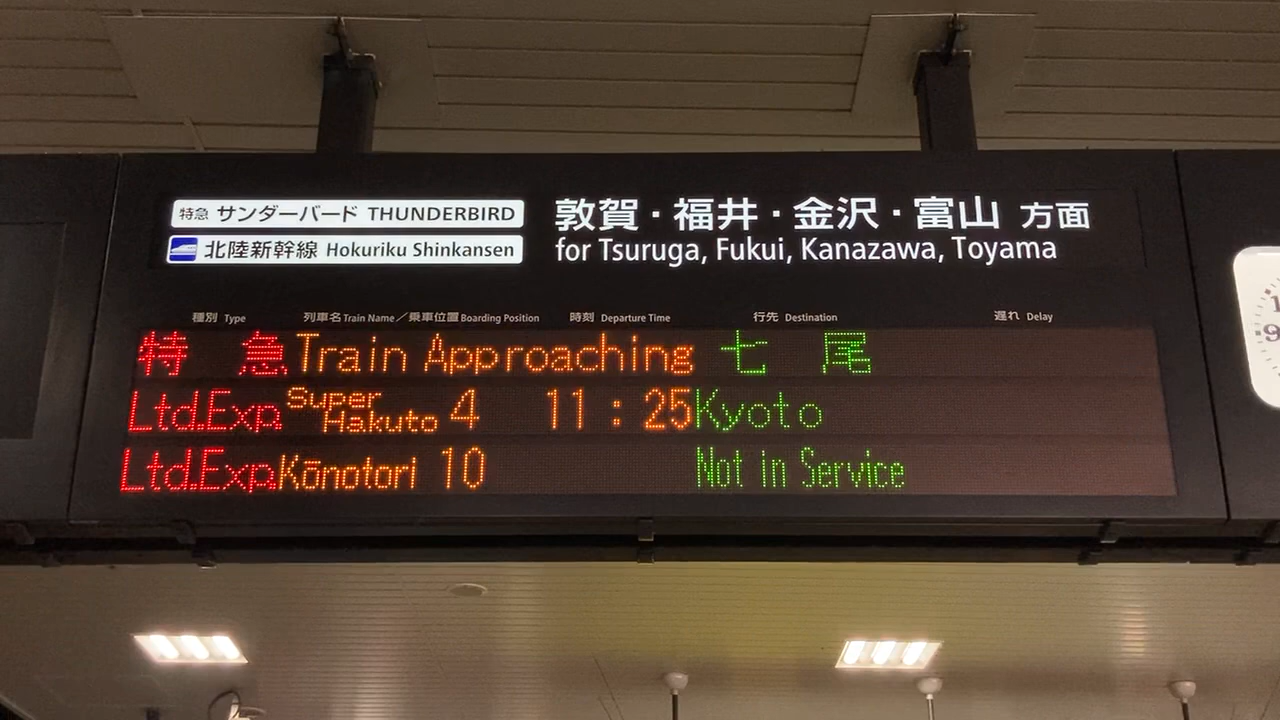 特急 サンダーバード THUNDERBIRD
北陸新幹線 Hokuriku Shinkansen
敦賀・福井・金沢・富山 方面
for Tsuruga, Fukui, Kanazawa, Toyama
種別 Type 列車名 Train Name／乗車位置 Boarding Position 時刻 Departure Time 行先 Destination 遅れ Delay
特 急 Train Approaching 七 尾
Ltd.Exp. Super Hakuto 4 11:25 Kyoto
Ltd.Exp. Kōnotori 10 Not in Service